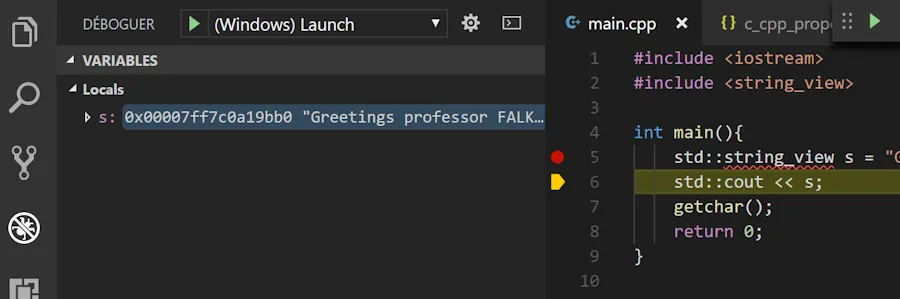 DÉBOGUER (Windows) Launch
VARIABLES
Locals
s: 0x00007ff7c0a19bb0 "Greetings professor FALK...
main.cpp c_cpp_prope
1 #include <iostream>
2 #include <string_view>
3
4 int main(){
5 std::string_view s = "G
6 std::cout << s;
7 getchar();
8 return 0;
9 }
10